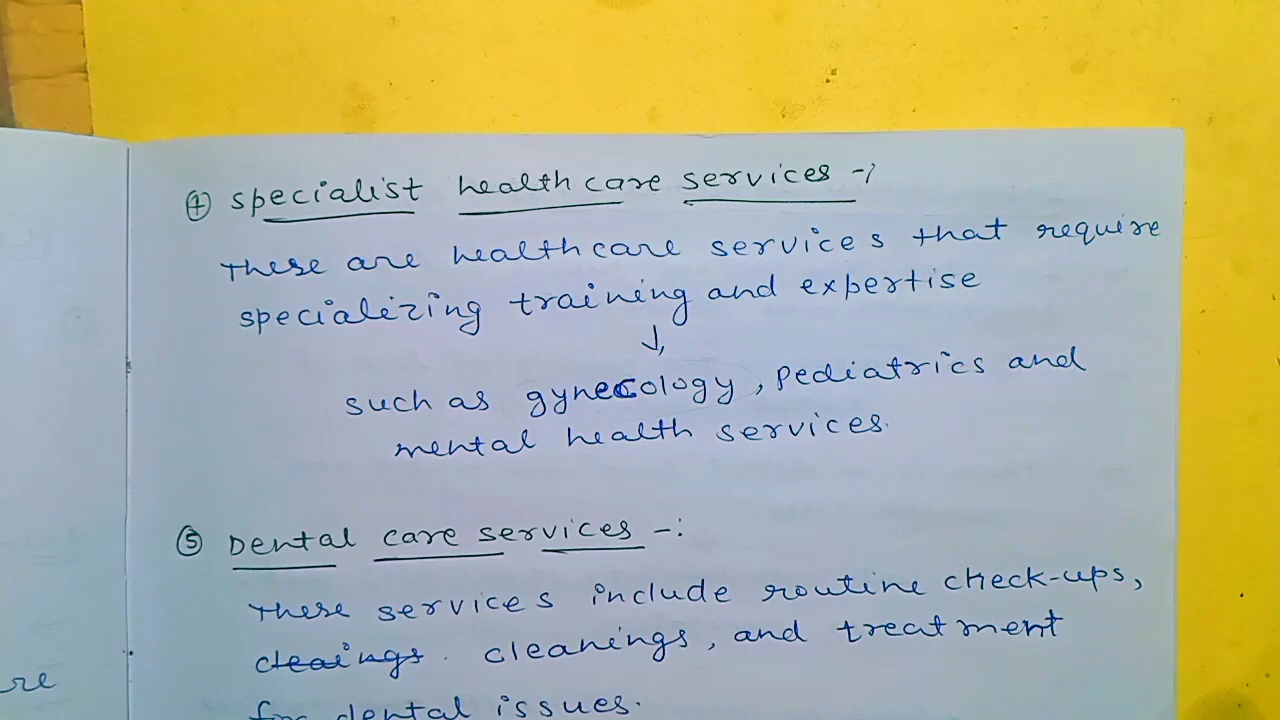 ④ Specialist health care services -:
These are healthcare services that require
specializing training and expertise
↓
such as gynecology, pediatrics and
mental health services.
⑤ Dental care services -:
These services include routine check-ups,
cleaings. cleanings, and treatment
for dental issues.
re